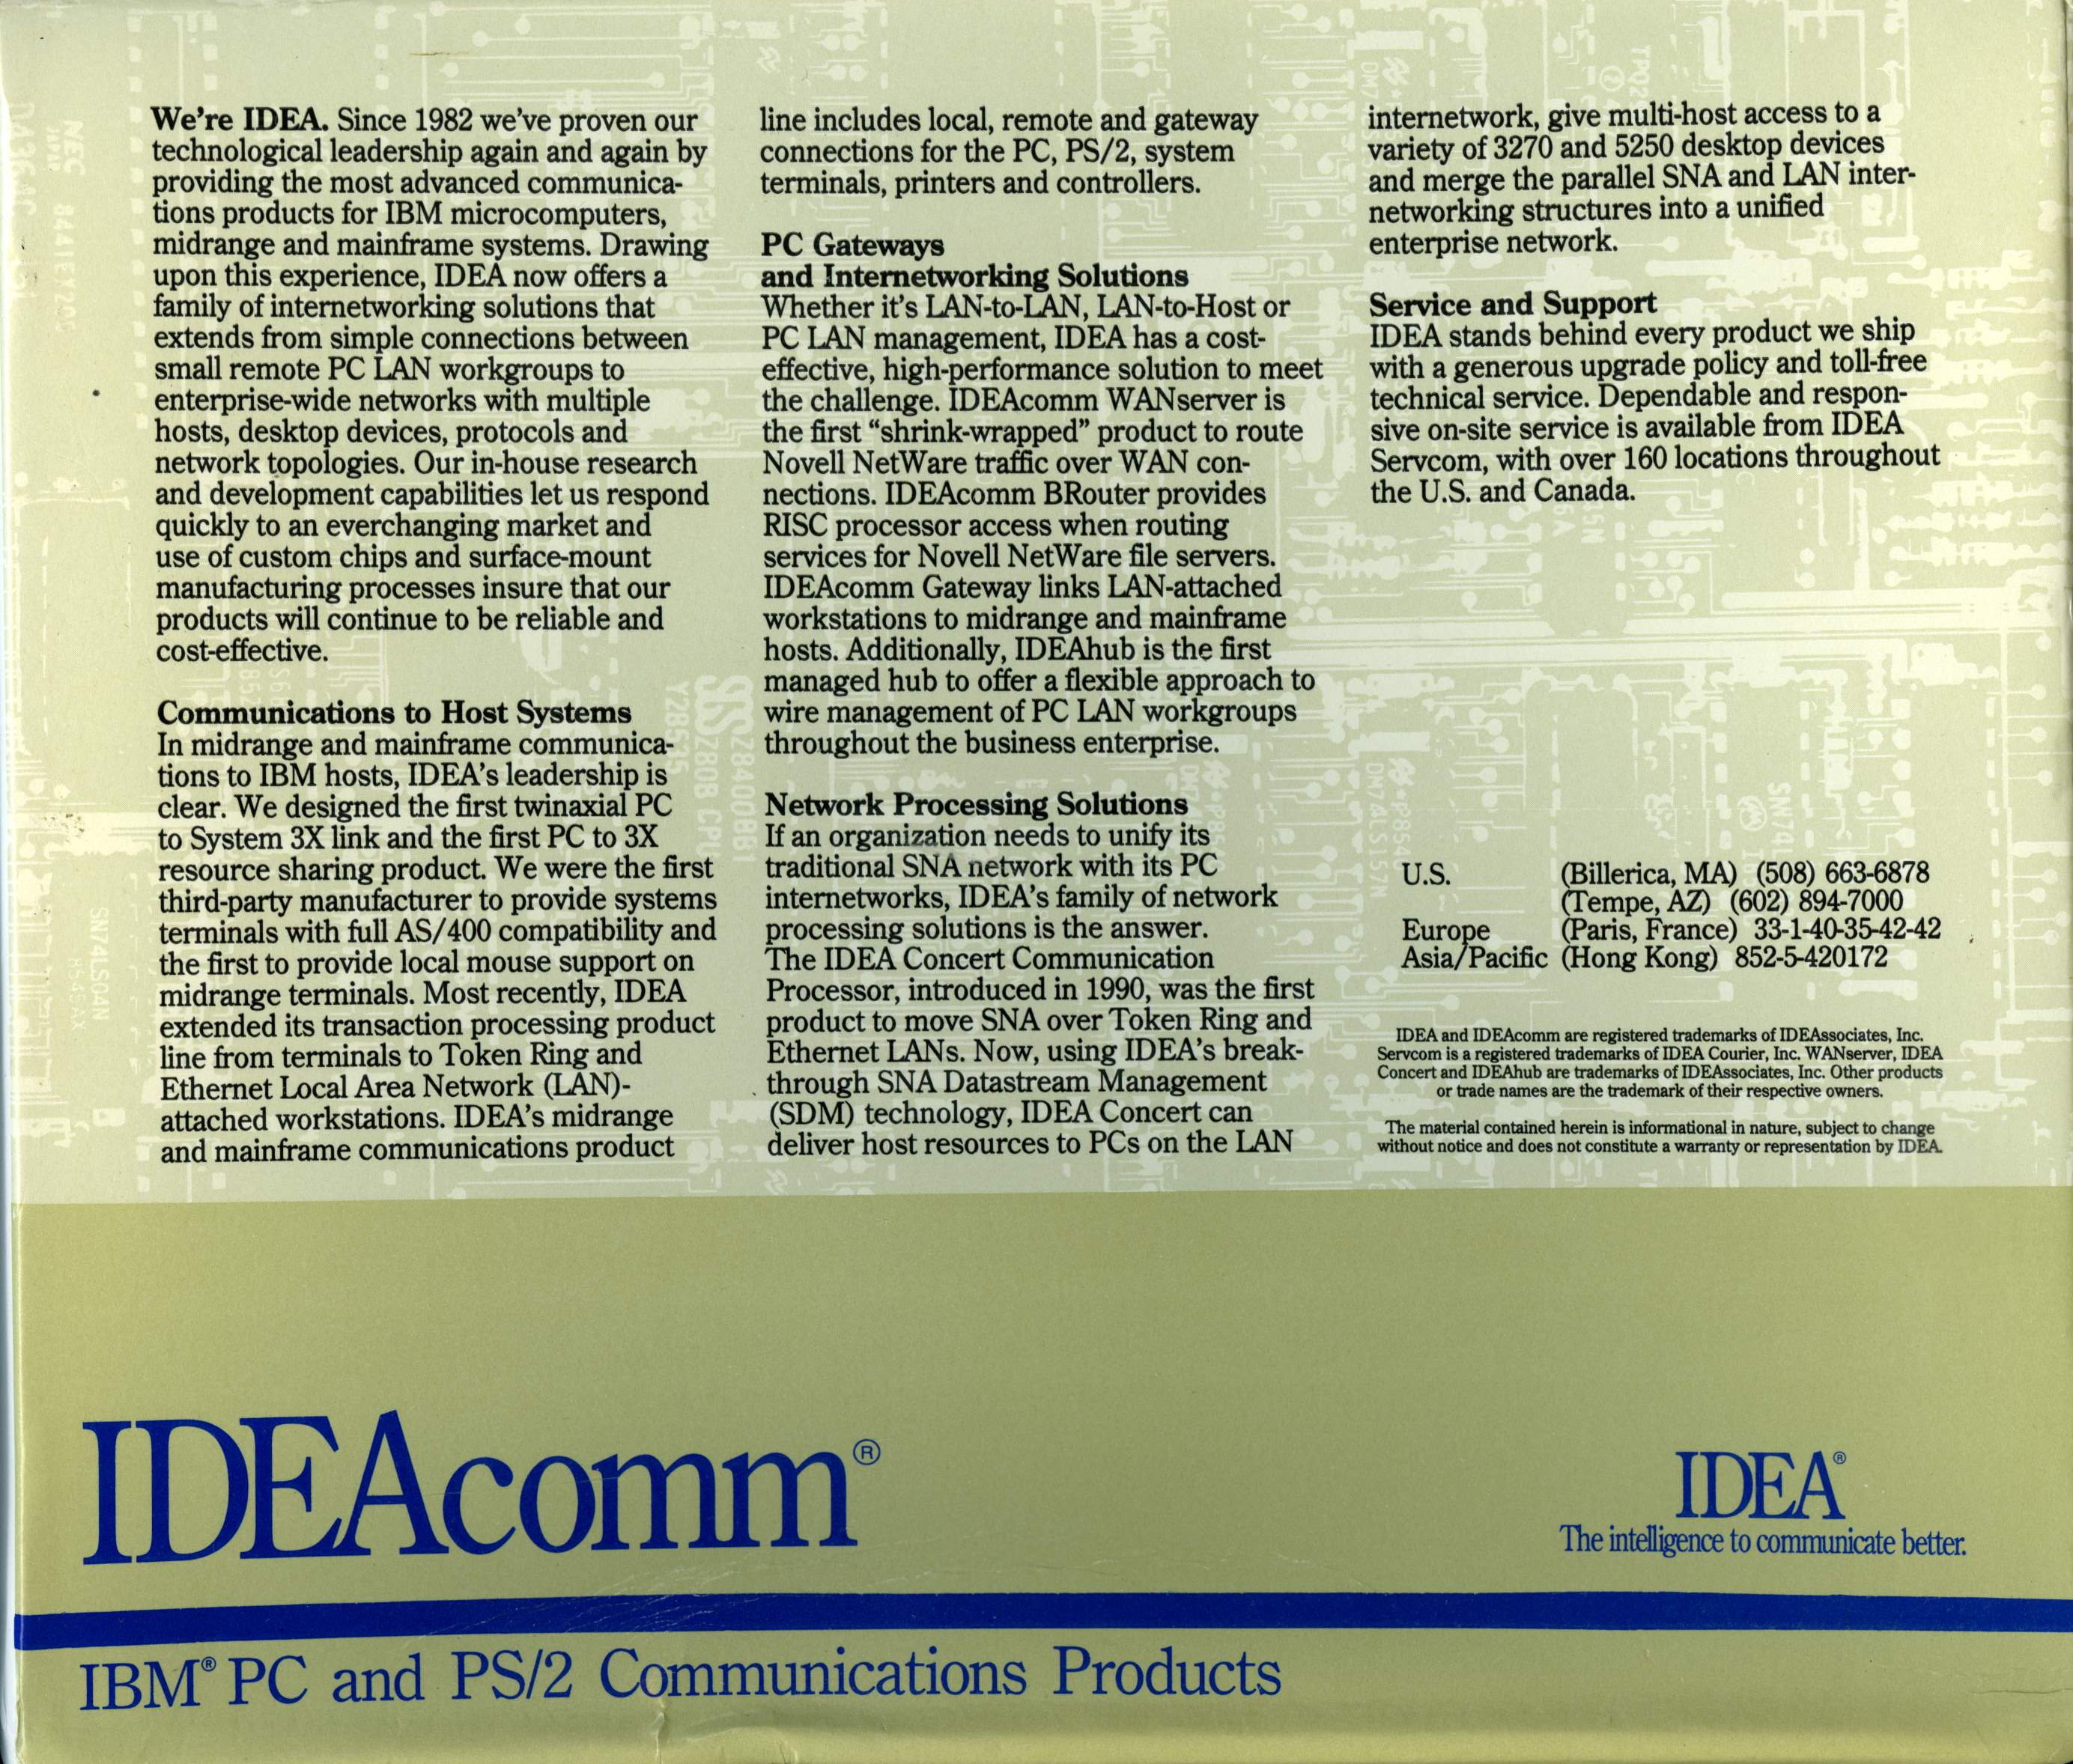 We're IDEA. Since 1982 we've proven our
technological leadership again and again by
providing the most advanced communica-
tions products for IBM microcomputers,
midrange and mainframe systems. Drawing
upon this experience, IDEA now offers a
family of internetworking solutions that
extends from simple connections between
small remote PC LAN workgroups to
enterprise-wide networks with multiple
hosts, desktop devices, protocols and
network topologies. Our in-house research
and development capabilities let us respond
quickly to an everchanging market and
use of custom chips and surface-mount
manufacturing processes insure that our
products will continue to be reliable and
cost-effective.
Communications to Host Systems
In midrange and mainframe communica-
tions to IBM hosts, IDEA's leadership is
clear. We designed the first twinaxial PC
to System 3X link and the first PC to 3X
resource sharing product. We were the first
third-party manufacturer to provide systems
terminals with full AS/400 compatibility and
the first to provide local mouse support on
midrange terminals. Most recently, IDEA
extended its transaction processing product
line from terminals to Token Ring and
Ethernet Local Area Network (LAN)-
attached workstations. IDEA's midrange
and mainframe communications product
line includes local, remote and gateway
connections for the PC, PS/2, system
terminals, printers and controllers.
PC Gateways
and Internetworking Solutions
Whether it's LAN-to-LAN, LAN-to-Host or
PC LAN management, IDEA has a cost-
effective, high-performance solution to meet
the challenge. IDEAcomm WANserver is
the first “shrink-wrapped” product to route
Novell NetWare traffic over WAN con-
nections. IDEAcomm BRouter provides
RISC processor access when routing
services for Novell NetWare file servers.
IDEAcomm Gateway links LAN-attached
workstations to midrange and mainframe
hosts. Additionally, IDEAhub is the first
managed hub to offer a flexible approach to
wire management of PC LAN workgroups
throughout the business enterprise.
Network Processing Solutions
If an organization needs to unify its
traditional SNA network with its PC
internetworks, IDEA's family of network
processing solutions is the answer.
The IDEA Concert Communication
Processor, introduced in 1990, was the first
product to move SNA over Token Ring and
Ethernet LANs. Now, using IDEA's break-
through SNA Datastream Management
(SDM) technology, IDEA Concert can
deliver host resources to PCs on the LAN
internetwork, give multi-host access to a
variety of 3270 and 5250 desktop devices
and merge the parallel SNA and LAN inter-
networking structures into a unified
enterprise network.
Service and Support
IDEA stands behind every product we ship
with a generous upgrade policy and toll-free
technical service. Dependable and respon-
sive on-site service is available from IDEA
Servcom, with over 160 locations throughout
the U.S. and Canada.
U.S. (Billerica, MA) (508) 663-6878
(Tempe, AZ) (602) 894-7000
Europe (Paris, France) 33-1-40-35-42-42
Asia/Pacific (Hong Kong) 852-5-420172
IDEA and IDEAcomm are registered trademarks of IDEAssociates, Inc.
Servcom is a registered trademarks of IDEA Courier, Inc. WANserver, IDEA
Concert and IDEAhub are trademarks of IDEAssociates, Inc. Other products
or trade names are the trademark of their respective owners.
The material contained herein is informational in nature, subject to change
without notice and does not constitute a warranty or representation by IDEA.
IDEAcomm®
IDEA®
The intelligence to communicate better.
IBM® PC and PS/2 Communications Products